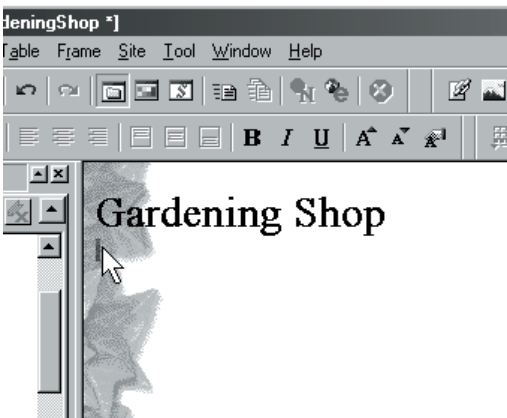 deningShop *]
Table Frame Site Tool Window Help
N e
B I U A A A
Gardening Shop